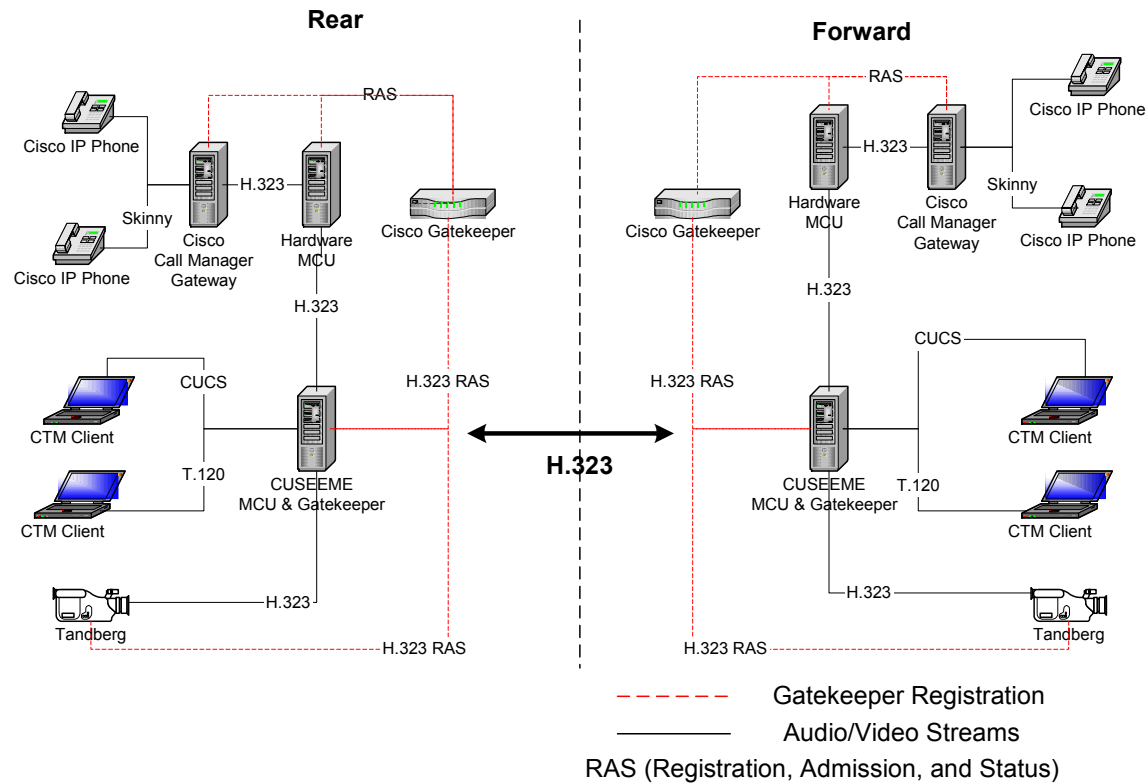 Rear
Forward
RAS
RAS
Cisco IP Phone
Cisco IP Phone
H.323
H.323
Skinny
Skinny
Cisco IP Phone
Cisco
Call Manager
Gateway
Hardware
MCU
Cisco Gatekeeper
Cisco Gatekeeper
Hardware
MCU
Cisco
Call Manager
Gateway
Cisco IP Phone
H.323
H.323
CUCS
CUCS
H.323 RAS
H.323 RAS
CTM Client
CTM Client
H.323
T.120
T.120
CUSEEME
MCU & Gatekeeper
CUSEEME
MCU & Gatekeeper
CTM Client
CTM Client
H.323
H.323
Tandberg
Tandberg
H.323 RAS
H.323 RAS
Gatekeeper Registration
Audio/Video Streams
RAS (Registration, Admission, and Status)